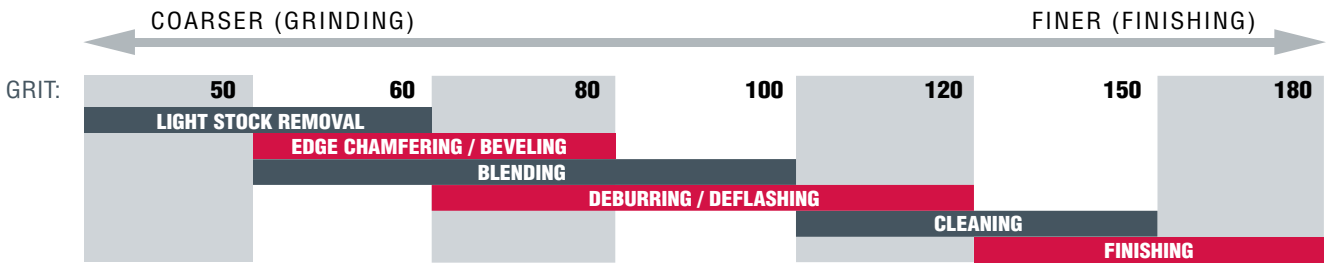 COARSER (GRINDING) FINER (FINISHING)
GRIT: 50 60 80 100 120 150 180
LIGHT STOCK REMOVAL
EDGE CHAMFERING / BEVELING
BLENDING
DEBURRING / DEFLASHING
CLEANING
FINISHING